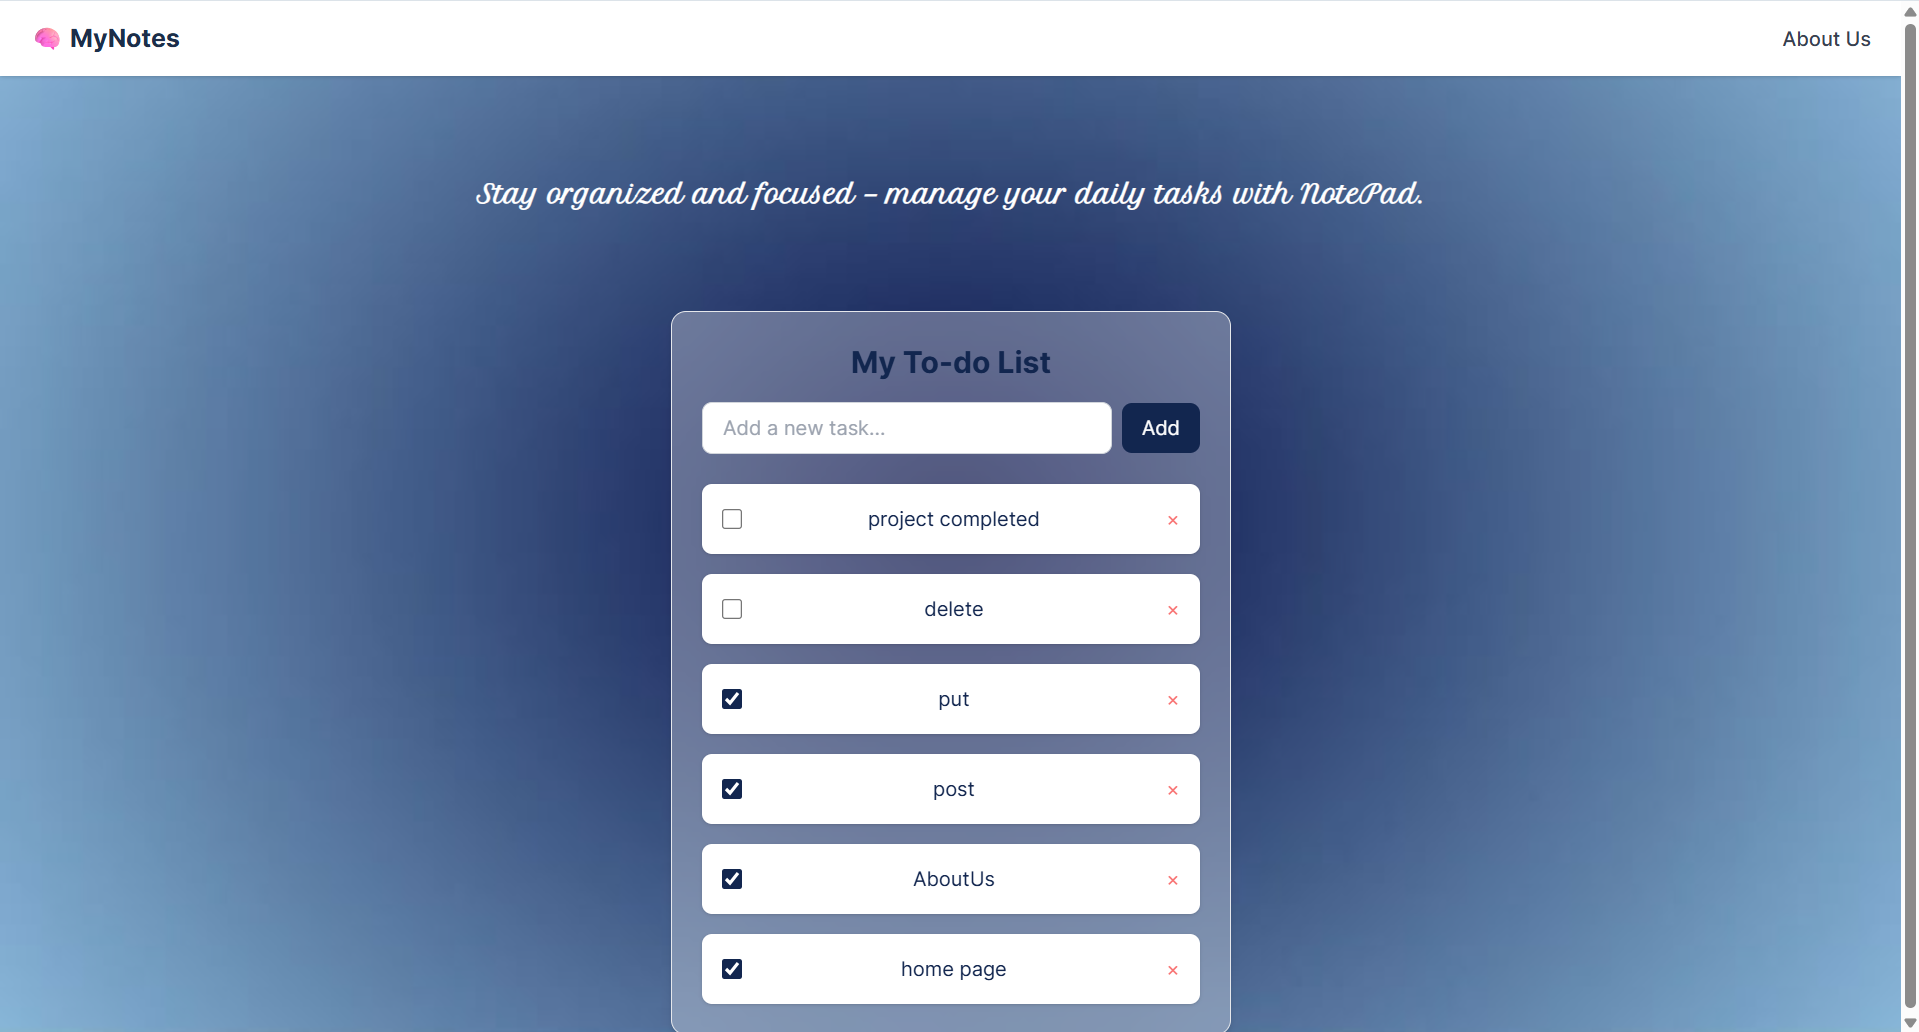 MyNotes
About Us
Stay organized and focused – manage your daily tasks with NotePad.
My To-do List
Add a new task...
Add
project completed
delete
put
post
AboutUs
home page